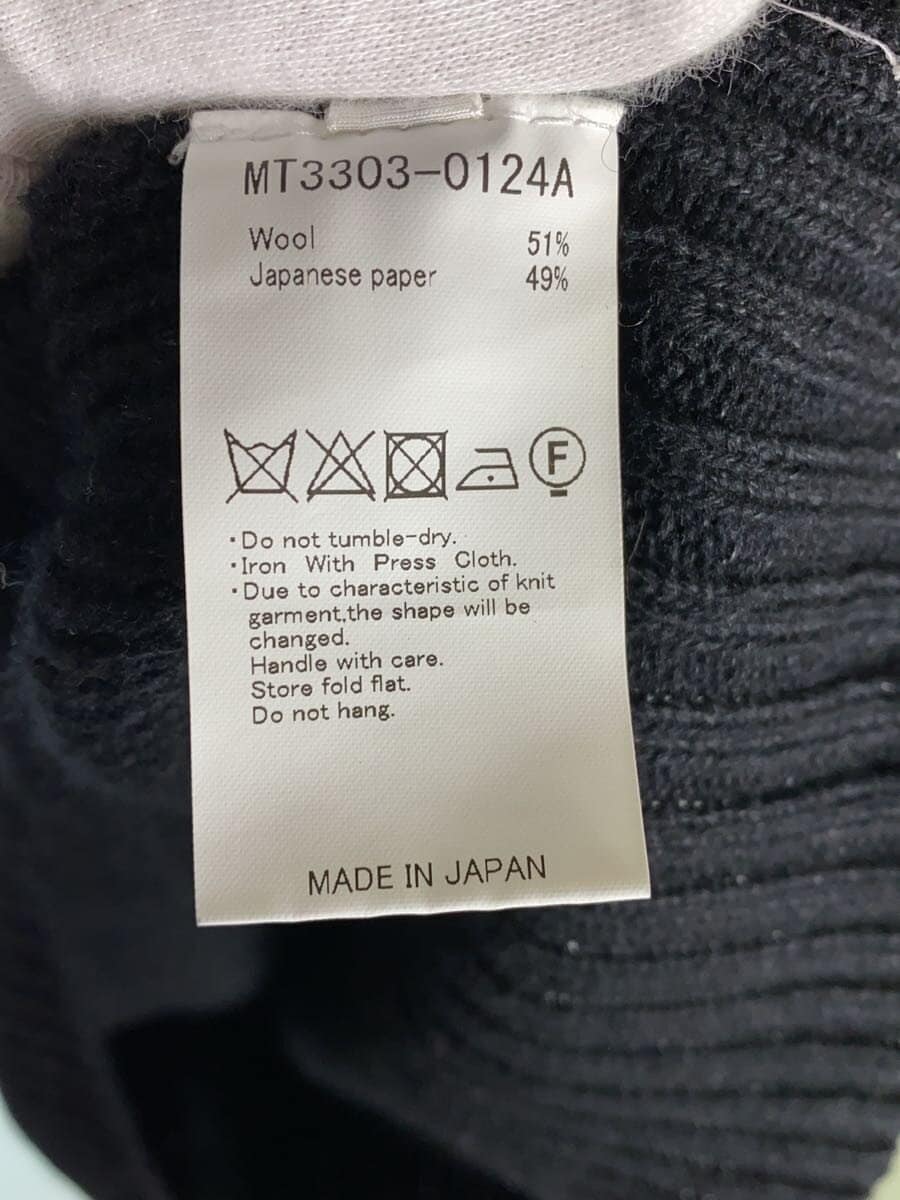 MT3303-0124A
Wool 51%
Japanese paper 49%
F
・Do not tumble-dry.
・Iron With Press Cloth.
・Due to characteristic of knit
garment,the shape will be
changed.
Handle with care.
Store fold flat.
Do not hang.
MADE IN JAPAN